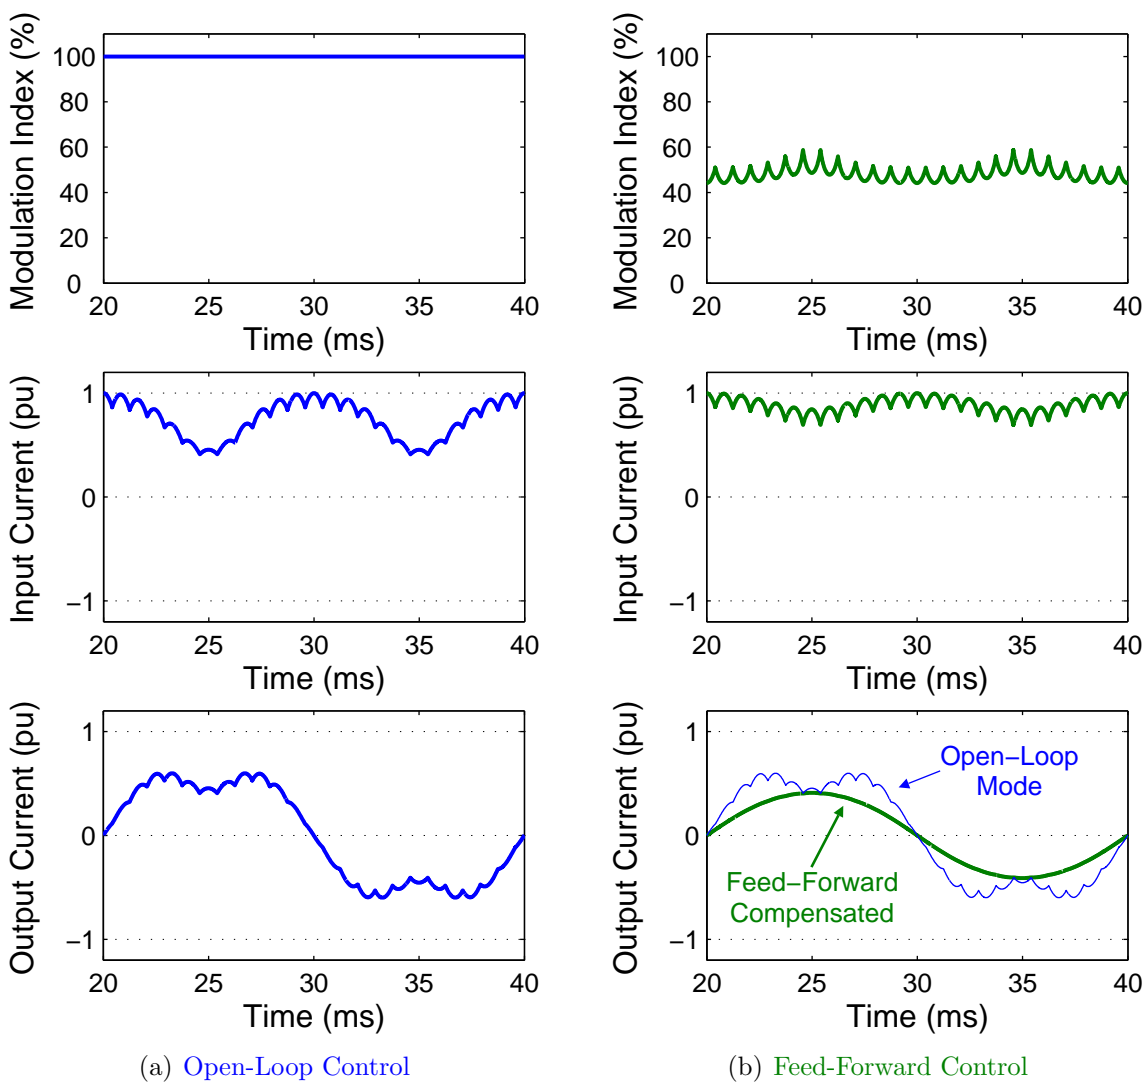 Modulation Index (%)
100
80
60
40
20
0
20 25 30 35 40
Time (ms)
Modulation Index (%)
100
80
60
40
20
0
20 25 30 35 40
Time (ms)
Input Current (pu)
1
0
−1
20 25 30 35 40
Time (ms)
Input Current (pu)
1
0
−1
20 25 30 35 40
Time (ms)
Output Current (pu)
1
0
−1
20 25 30 35 40
Time (ms)
Output Current (pu)
1
0
−1
Open−Loop
Mode
Feed−Forward
Compensated
20 25 30 35 40
Time (ms)
(a) Open-Loop Control
(b) Feed-Forward Control